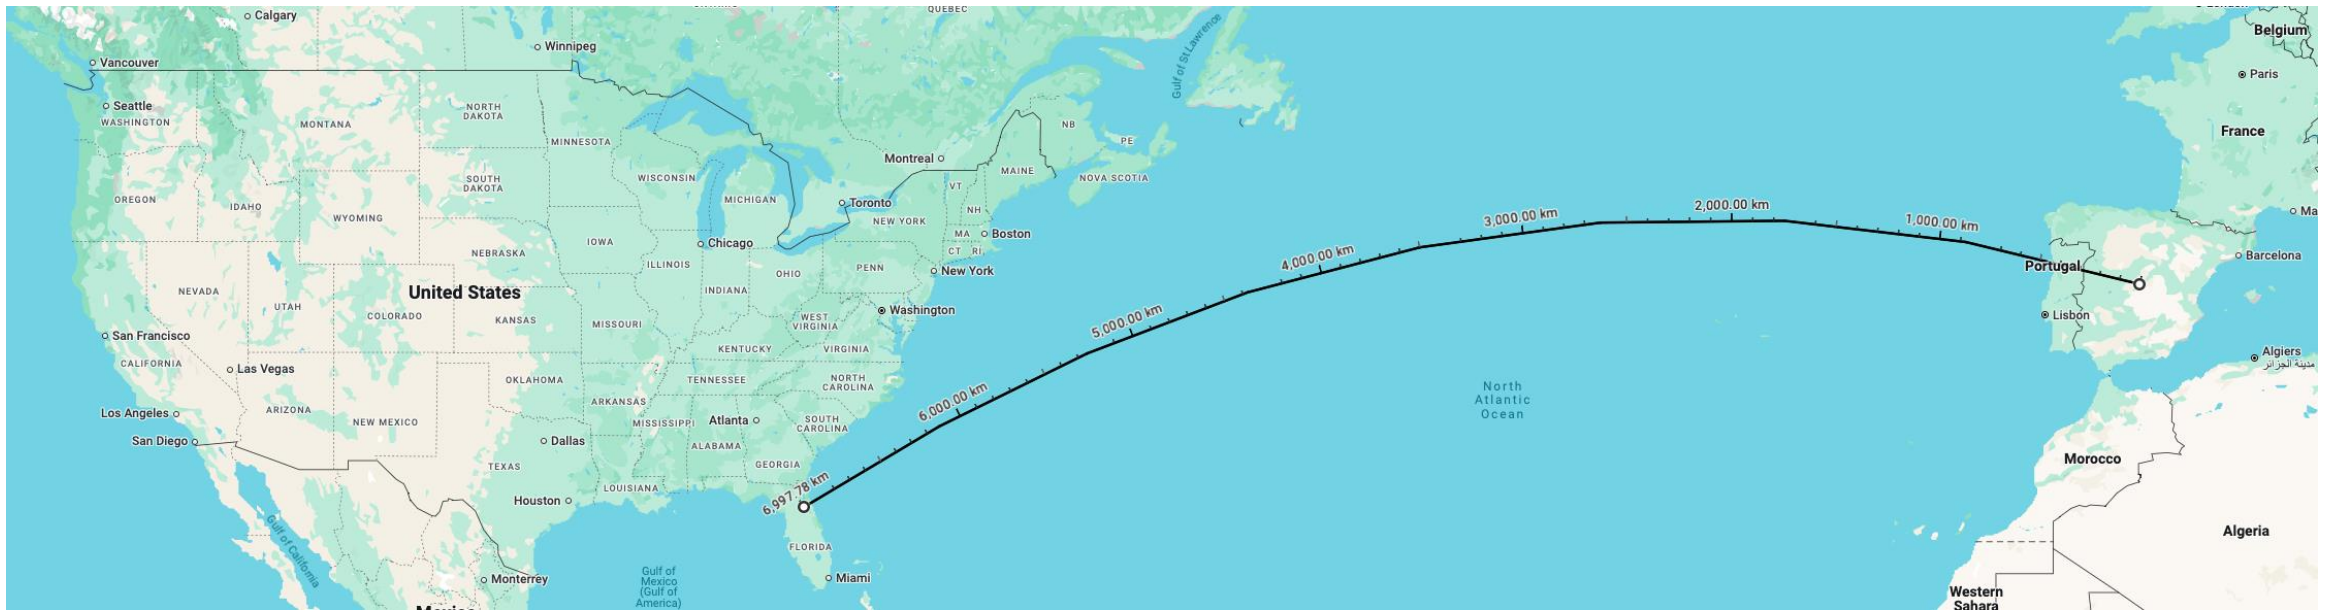 Calgary
QUEBEC
Belgium
Winnipeg
Vancouver
Paris
Seattle
WASHINGTON
NORTH
DAKOTA
MONTANA
MINNESOTA
NB
PE
France
Gulf of St Lawrence
Montreal
MAINE
NOVA SCOTIA
SOUTH
DAKOTA
WISCONSIN
VT
MICHIGAN
OREGON
IDAHO
WYOMING
Toronto
NEW YORK
NH
MA
Boston
CT
RI
Ma
3,000.00 km
2,000.00 km
1,000.00 km
4,000.00 km
IOWA
Chicago
NEBRASKA
ILLINOIS
OHIO
PENN
New York
Portugal
Barcelona
United States
NEVADA
UTAH
COLORADO
INDIANA
KANSAS
MISSOURI
WEST
VIRGINIA
Washington
Lisbon
5,000.00 km
San Francisco
CALIFORNIA
KENTUCKY
VIRGINIA
Algiers
مدينة الجزائر
Las Vegas
OKLAHOMA
TENNESSEE
NORTH
CAROLINA
North
Atlantic
Ocean
6,000.00 km
Los Angeles
ARIZONA
NEW MEXICO
ARKANSAS
MISSISSIPPI
Atlanta
SOUTH
CAROLINA
San Diego
Dallas
ALABAMA
TEXAS
GEORGIA
Morocco
LOUISIANA
Houston
6,997.78 km
Gulf of California
FLORIDA
Algeria
Monterrey
Gulf of
Mexico
(Gulf of
America)
Miami
Western
Sahara